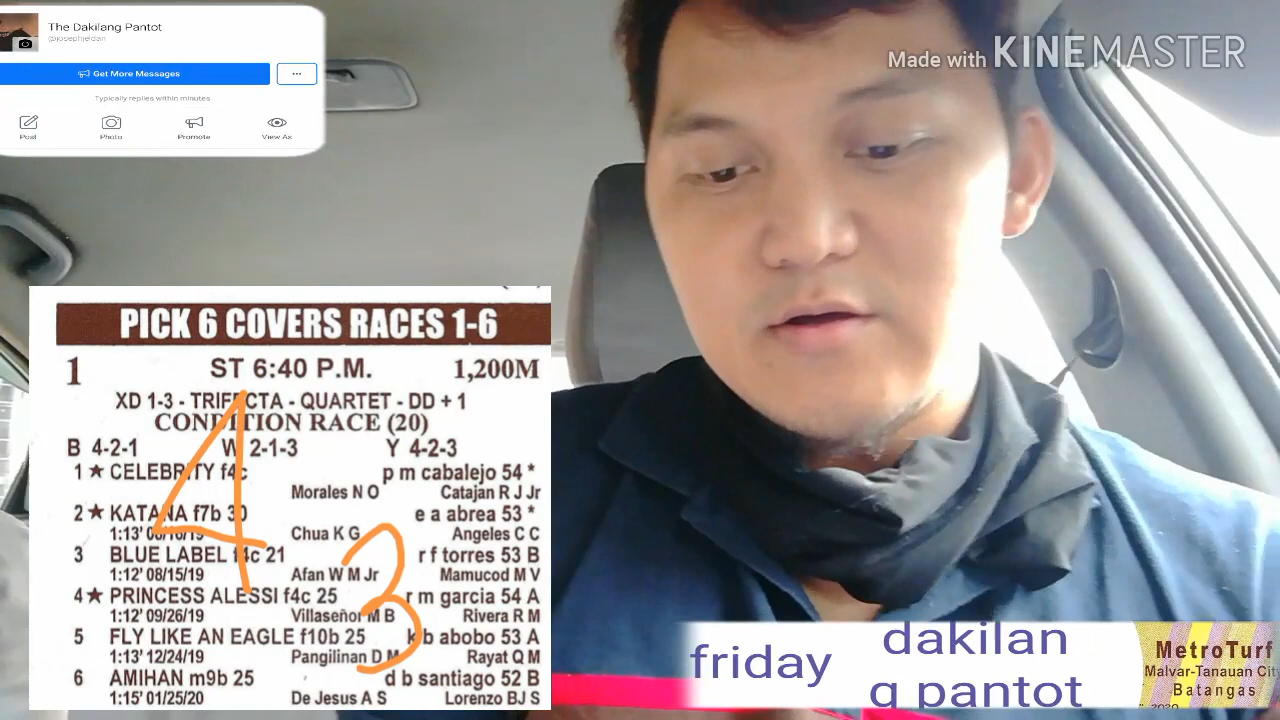 The Dakilang Pantot
@josephjeldan
Get More Messages
...
Typically replies within minutes
Post Photo Promote View As
Made with KINEMASTER
PICK 6 COVERS RACES 1-6
1 ST 6:40 P.M. 1,200M
XD 1-3 - TRIFECTA - QUARTET - DD + 1
CONDITION RACE (20)
B 4-2-1 W 2-1-3 Y 4-2-3
1 ★ CELEBRITY f4c p m cabalejo 54 *
Morales N O Catajan R J Jr
2 ★ KATANA f7b 30 e a abrea 53 *
1:13' 08/16/19 Chua K G Angeles C C
3 BLUE LABEL f4c 21 r f torres 53 B
1:12' 08/15/19 Afan W M Jr Mamucod M V
4 ★ PRINCESS ALESSI f4c 25 r m garcia 54 A
1:12' 09/26/19 Villaseñor M B Rivera R M
5 FLY LIKE AN EAGLE f10b 25 k b abobo 53 A
1:13' 12/24/19 Pangilinan D M Rayat Q M
6 AMIHAN m9b 25 d b santiago 52 B
1:15' 01/25/20 De Jesus A S Lorenzo BJ S
4
3
friday
dakilan
g pantot
MetroTurf
Malvar-Tanauan City
Batangas